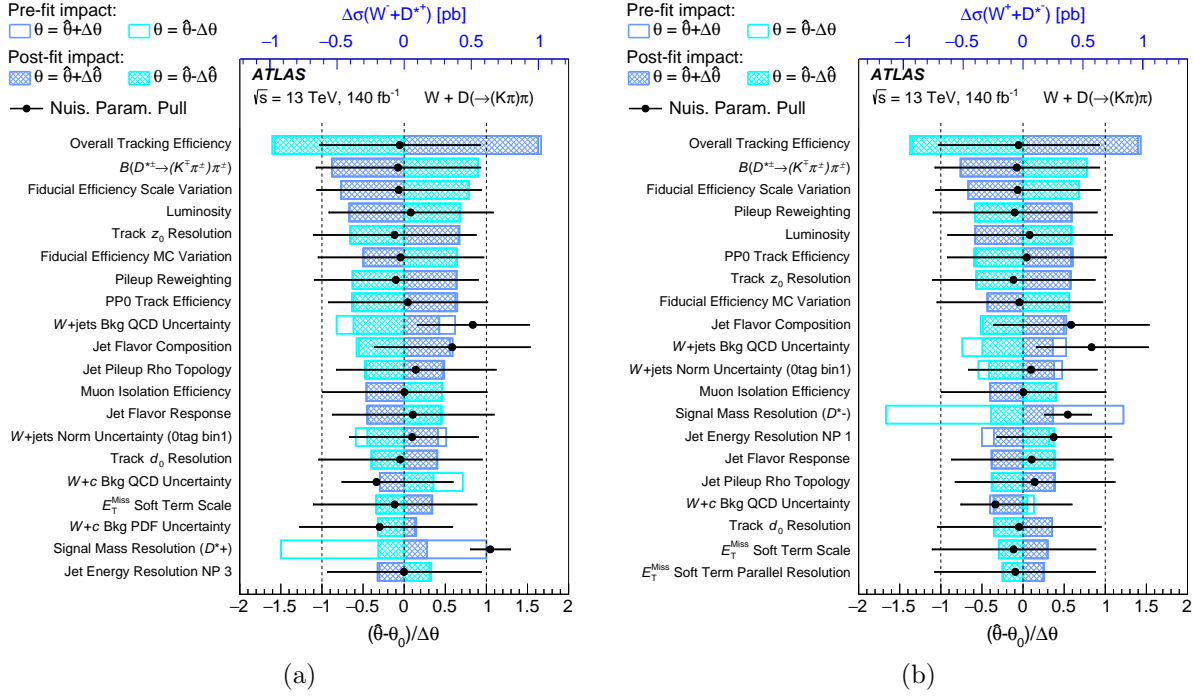 Pre-fit impact:
θ = θ̂+Δθ θ = θ̂-Δθ
Post-fit impact:
θ = θ̂+Δθ̂ θ = θ̂-Δθ̂
Nuis. Param. Pull
Δσ(W⁻+D*⁺) [pb]
−1 −0.5 0 0.5 1
ATLAS
√s = 13 TeV, 140 fb⁻¹ W + D(→(Kπ)π)
Overall Tracking Efficiency
B(D*±→(K∓π±)π±)
Fiducial Efficiency Scale Variation
Luminosity
Track z₀ Resolution
Fiducial Efficiency MC Variation
Pileup Reweighting
PP0 Track Efficiency
W+jets Bkg QCD Uncertainty
Jet Flavor Composition
Jet Pileup Rho Topology
Muon Isolation Efficiency
Jet Flavor Response
W+jets Norm Uncertainty (0tag bin1)
Track d₀ Resolution
W+c Bkg QCD Uncertainty
E_T^Miss Soft Term Scale
W+c Bkg PDF Uncertainty
Signal Mass Resolution (D*+)
Jet Energy Resolution NP 3
−2 −1.5 −1 −0.5 0 0.5 1 1.5 2
(θ̂-θ₀)/Δθ
(a)
Pre-fit impact:
θ = θ̂+Δθ θ = θ̂-Δθ
Post-fit impact:
θ = θ̂+Δθ̂ θ = θ̂-Δθ̂
Nuis. Param. Pull
Δσ(W⁺+D*⁻) [pb]
−1 −0.5 0 0.5 1
ATLAS
√s = 13 TeV, 140 fb⁻¹ W + D(→(Kπ)π)
Overall Tracking Efficiency
B(D*±→(K∓π±)π±)
Fiducial Efficiency Scale Variation
Pileup Reweighting
Luminosity
PP0 Track Efficiency
Track z₀ Resolution
Fiducial Efficiency MC Variation
Jet Flavor Composition
W+jets Bkg QCD Uncertainty
W+jets Norm Uncertainty (0tag bin1)
Muon Isolation Efficiency
Signal Mass Resolution (D*-)
Jet Energy Resolution NP 1
Jet Flavor Response
Jet Pileup Rho Topology
W+c Bkg QCD Uncertainty
Track d₀ Resolution
E_T^Miss Soft Term Scale
E_T^Miss Soft Term Parallel Resolution
−2 −1.5 −1 −0.5 0 0.5 1 1.5 2
(θ̂-θ₀)/Δθ
(b)